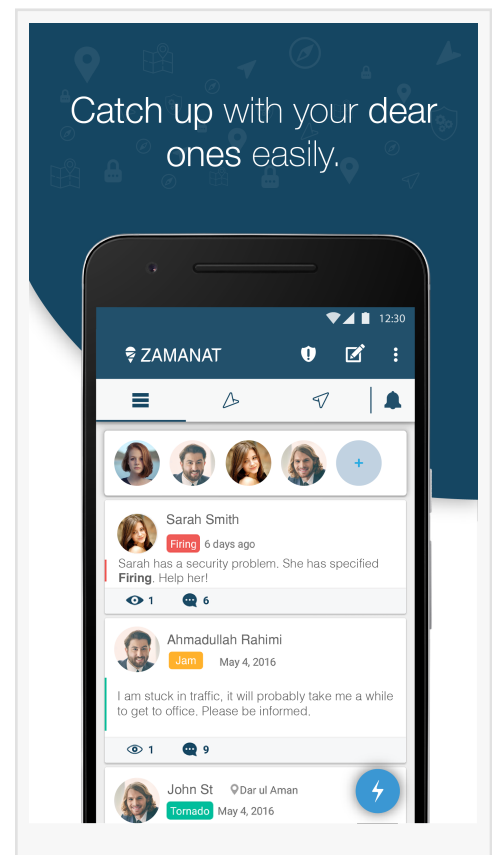 Catch up with your dear
ones easily.
12:30
ZAMANAT
+
Sarah Smith
Firing 6 days ago
Sarah has a security problem. She has specified
Firing. Help her!
1 6
Ahmadullah Rahimi
Jam May 4, 2016
I am stuck in traffic, it will probably take me a while
to get to office. Please be informed.
1 9
John St Dar ul Aman
Tornado May 4, 2016